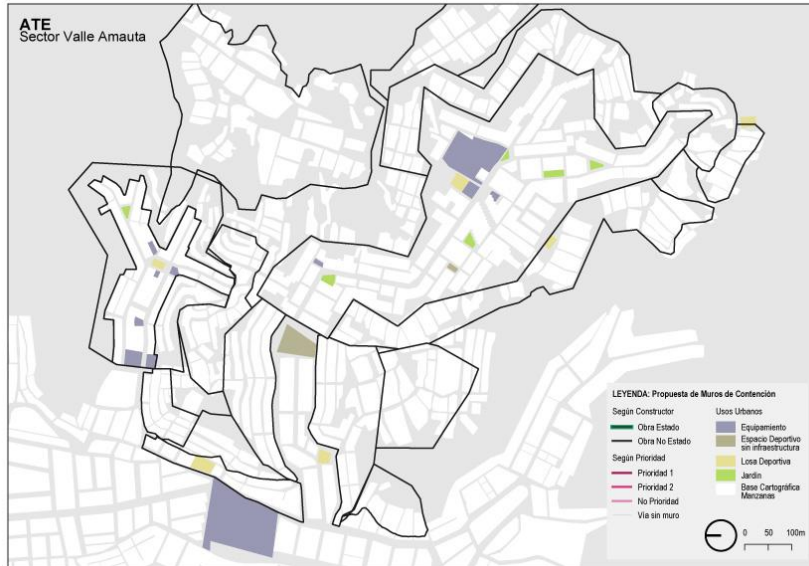 ATE
Sector Valle Amauta
LEYENDA: Propuesta de Muros de Contención
Según Constructor
Obra Estado
Obra No Estado
Según Prioridad
Prioridad 1
Prioridad 2
No Prioridad
Vía sin muro
Usos Urbanos
Equipamiento
Espacio Deportivo
sin infraestructura
Losa Deportiva
Jardín
Base Cartográfica
Manzanas
0 50 100m